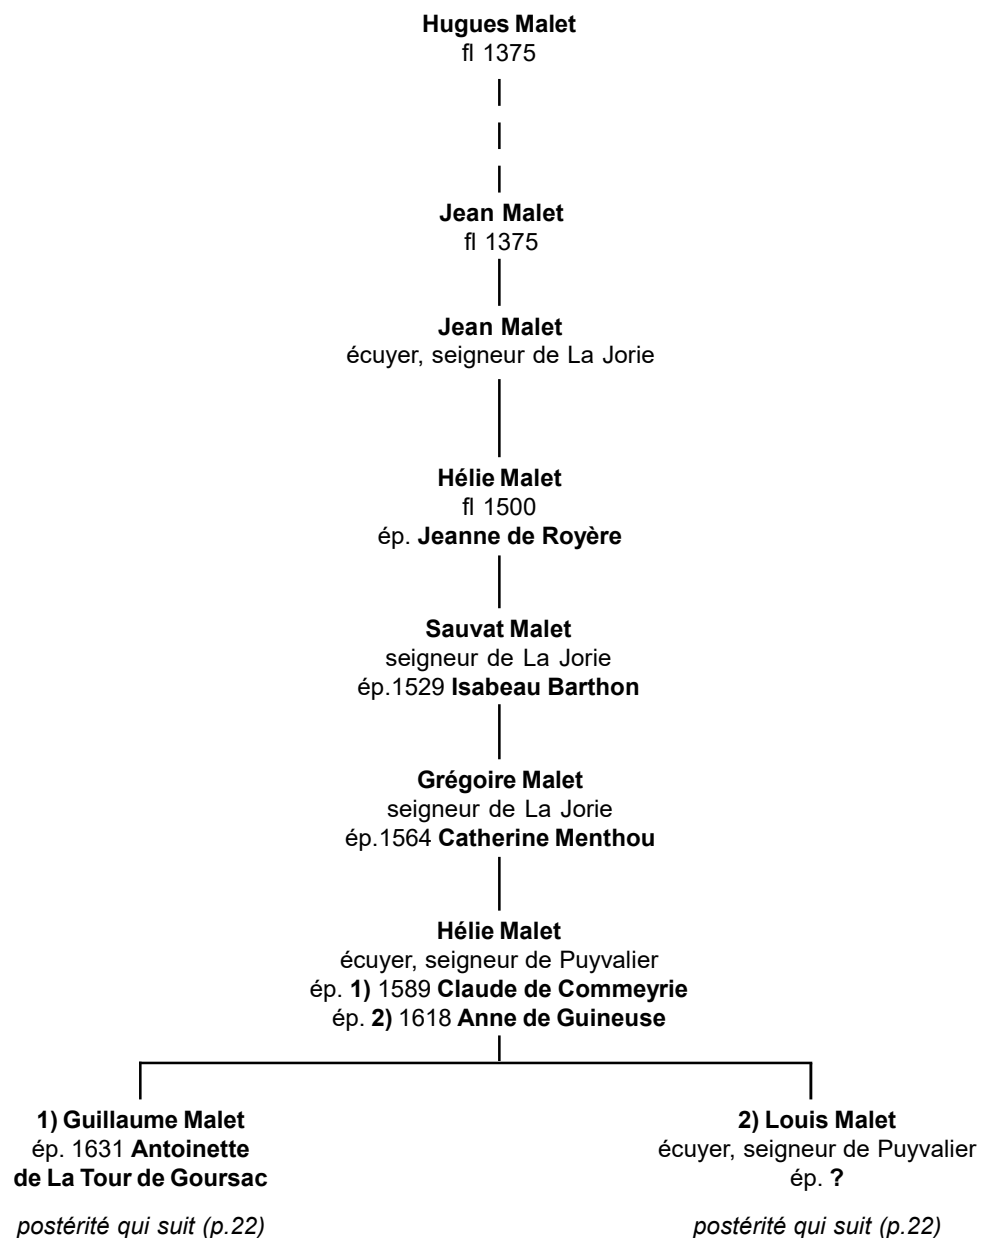 Hugues Malet
fl 1375
Jean Malet
fl 1375
Jean Malet
écuyer, seigneur de La Jorie
Hélie Malet
fl 1500
ép. Jeanne de Royère
Sauvat Malet
seigneur de La Jorie
ép.1529 Isabeau Barthon
Grégoire Malet
seigneur de La Jorie
ép.1564 Catherine Menthou
Hélie Malet
écuyer, seigneur de Puyvalier
ép. 1) 1589 Claude de Commeyrie
ép. 2) 1618 Anne de Guineuse
1) Guillaume Malet
ép. 1631 Antoinette
de La Tour de Goursac
postérité qui suit (p.22)
2) Louis Malet
écuyer, seigneur de Puyvalier
ép. ?
postérité qui suit (p.22)